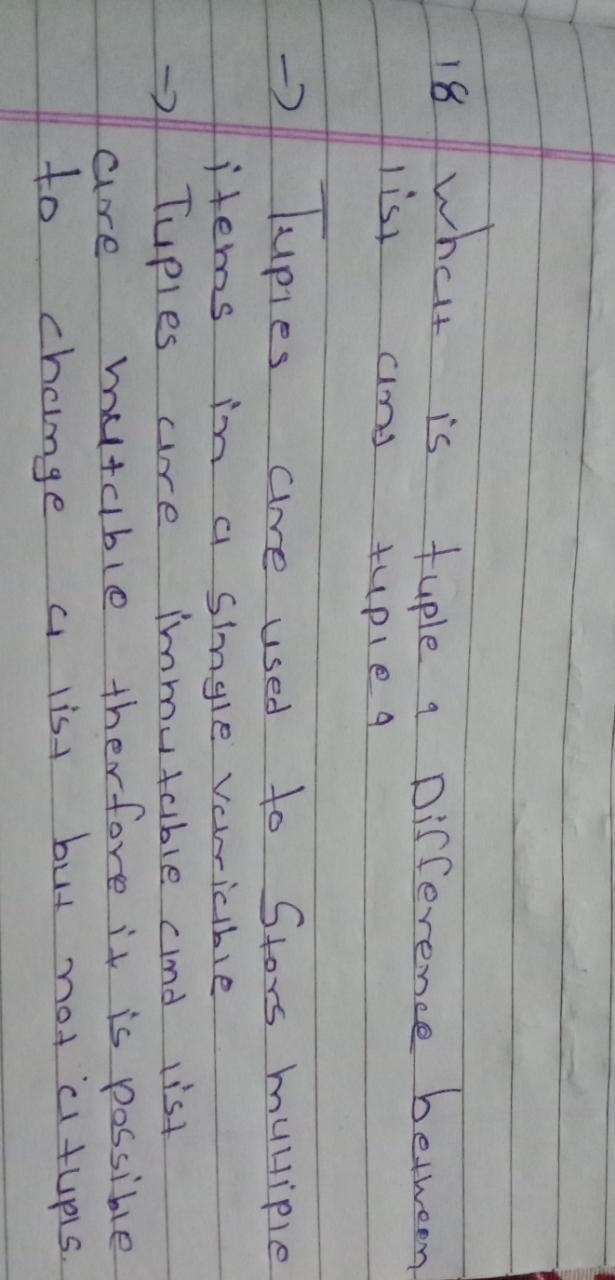 18 What is tuple ? Difference between
list and tuple ?
→ Tuples are used to Stors multiple
items in a single variable
→ Tuples are immutable and list
are mutable therfore it is possible
to change a list but not a tupls.